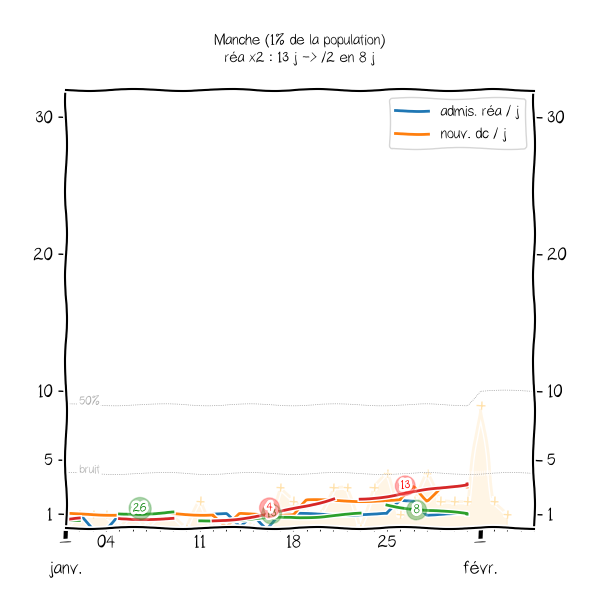 Manche (1% de la population)
réa x2 : 13 j -> /2 en 8 j
admis. réa / j
nouv. dc / j
30
30
20
20
10
10
50%
5
5
bruit
13
26
4
8
1
1
04
11
18
25
janv.
févr.